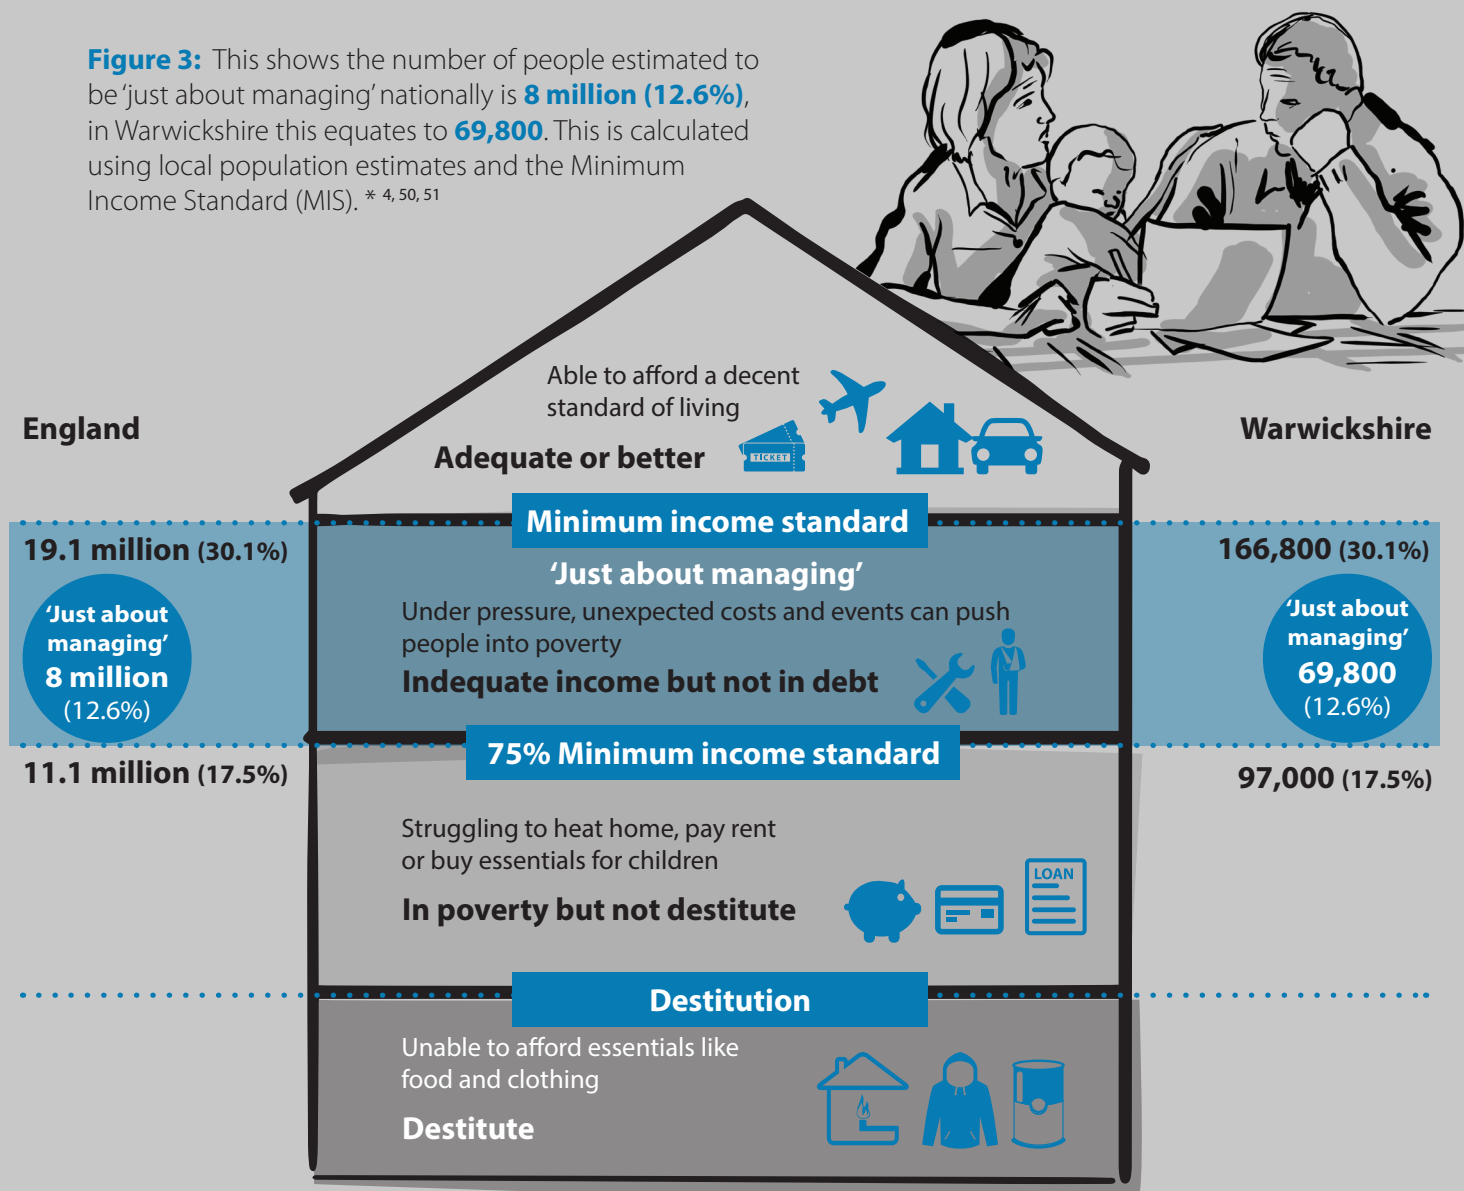 Figure 3: This shows the number of people estimated to
be ‘just about managing’ nationally is 8 million (12.6%),
in Warwickshire this equates to 69,800. This is calculated
using local population estimates and the Minimum
Income Standard (MIS). * 4, 50, 51
Able to afford a decent
standard of living
Adequate or better
TICKET
England
Warwickshire
Minimum income standard
19.1 million (30.1%)
166,800 (30.1%)
‘Just about managing’
Under pressure, unexpected costs and events can push
people into poverty
Indequate income but not in debt
‘Just about
managing’
8 million
(12.6%)
‘Just about
managing’
69,800
(12.6%)
75% Minimum income standard
11.1 million (17.5%)
97,000 (17.5%)
Struggling to heat home, pay rent
or buy essentials for children
In poverty but not destitute
LOAN
Destitution
Unable to afford essentials like
food and clothing
Destitute